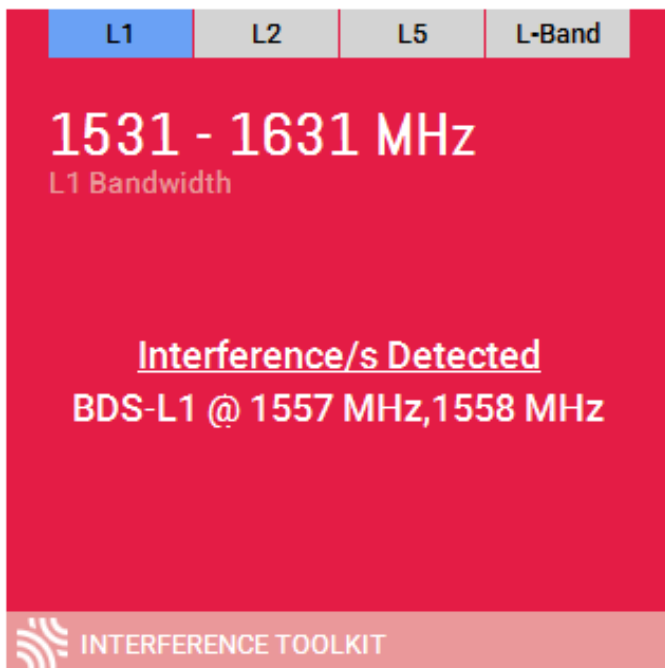 L1 L2 L5 L-Band
1531 - 1631 MHz
L1 Bandwidth
Interference/s Detected
BDS-L1 @ 1557 MHz,1558 MHz
INTERFERENCE TOOLKIT